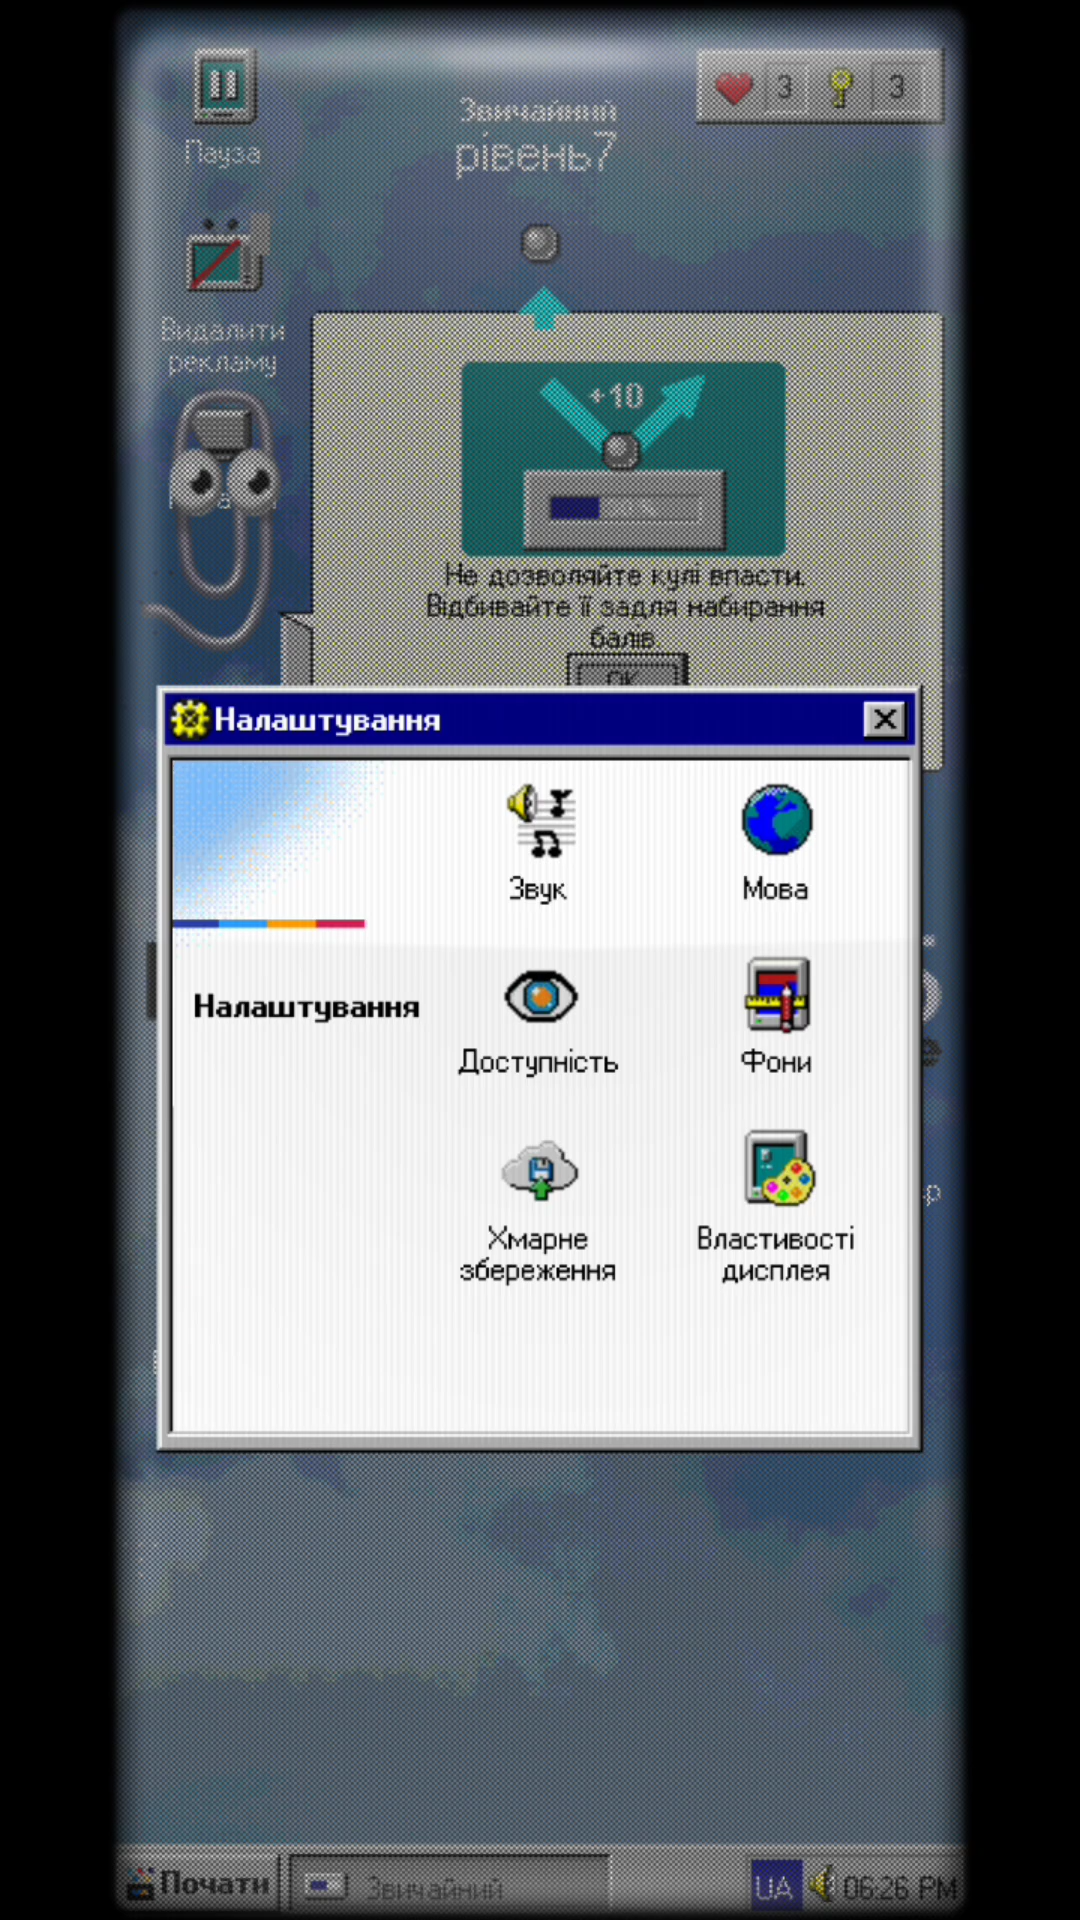 Пауза
Звичайний
рівень7
3
3
Видалити
рекламу
+10
Не дозволяйте кулі впасти.
Відбивайте її задля набирання
балів.
OK
Налаштування
Звук
Мова
Налаштування
Доступність
Фони
Хмарне
збереження
Властивості
дисплея
Почати
Звичайний
UA
06:26 PM